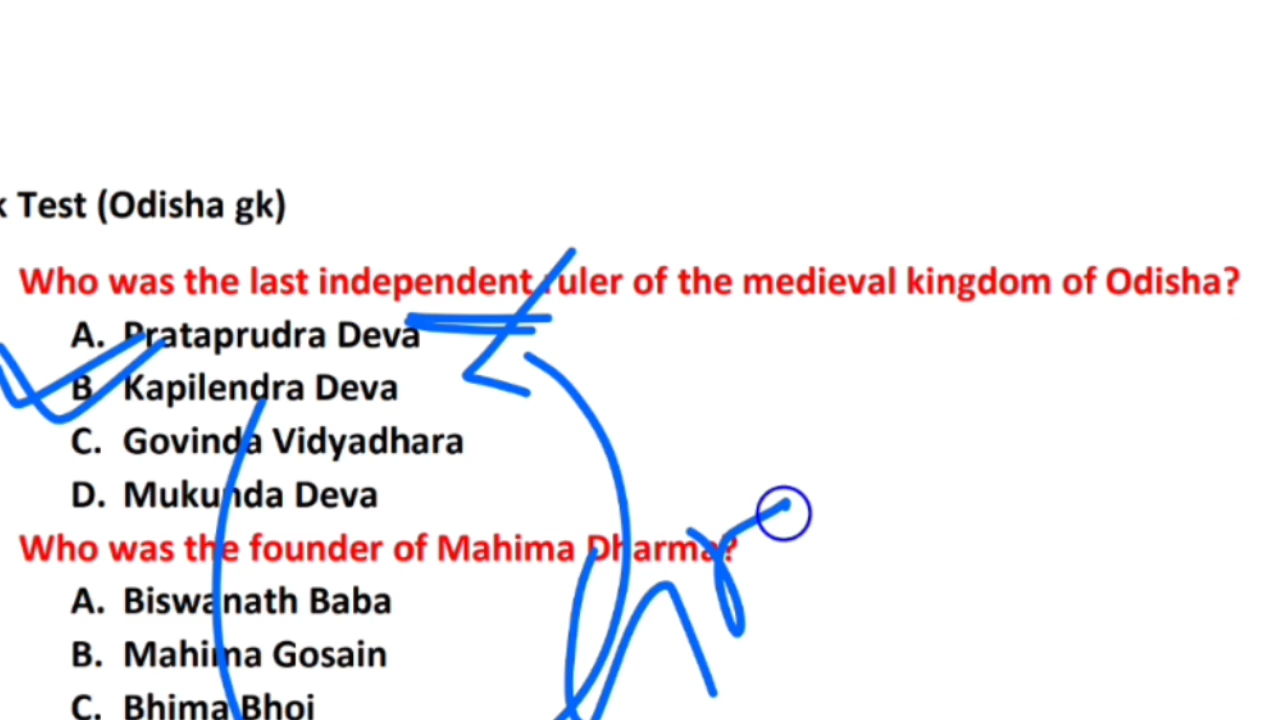 Test (Odisha gk)
Who was the last independent ruler of the medieval kingdom of Odisha?
A. Prataprudra Deva
B. Kapilendra Deva
C. Govinda Vidyadhara
D. Mukunda Deva
Who was the founder of Mahima Dharma?
A. Biswanath Baba
B. Mahima Gosain
C. Bhima Bhoi